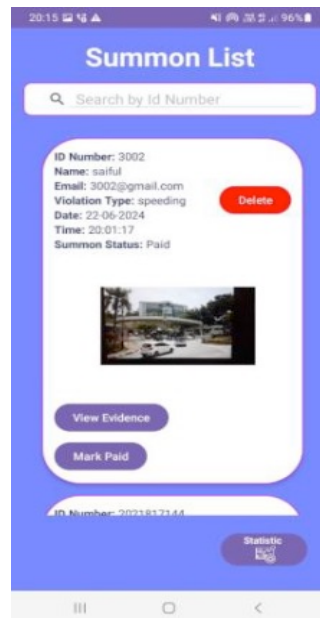 20:15 96%
Summon List
Search by Id Number
ID Number: 3002
Name: saiful
Email: 3002@gmail.com
Violation Type: speeding
Delete
Date: 22-06-2024
Time: 20:01:17
Summon Status: Paid
View Evidence
Mark Paid
ID Number: 2021817144
Statistic